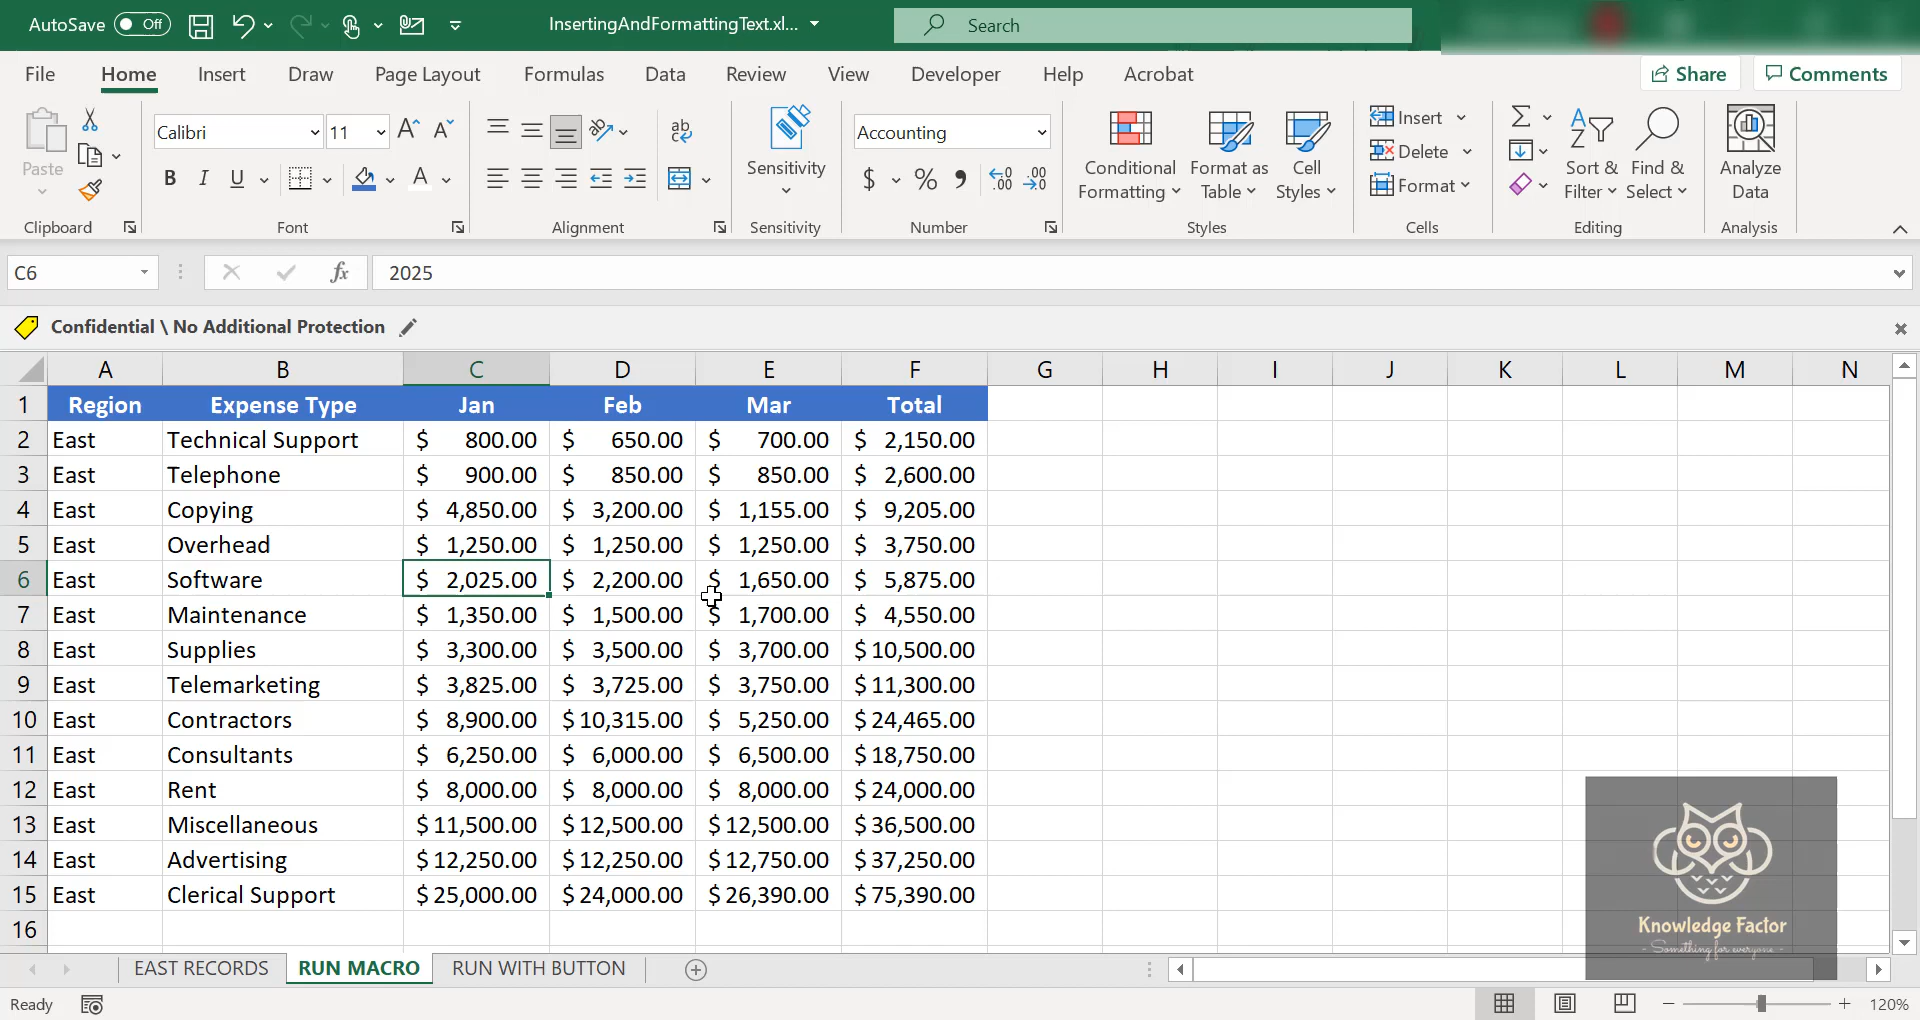 AutoSave Off InsertingAndFormattingText.xl... Search
File Home Insert Draw Page Layout Formulas Data Review View Developer Help Acrobat Share Comments
Paste Calibri 11 ab Sensitivity Accounting Conditional Formatting Format as Table Cell Styles Insert Delete Format Sort & Filter Find & Select Analyze Data
B I U A $ % , .00 .00
Clipboard Font Alignment Sensitivity Number Styles Cells Editing Analysis
C6 fx 2025
Confidential \ No Additional Protection
A B C D E F G H I J K L M N
1 Region Expense Type Jan Feb Mar Total
2 East Technical Support $ 800.00 $ 650.00 $ 700.00 $ 2,150.00
3 East Telephone $ 900.00 $ 850.00 $ 850.00 $ 2,600.00
4 East Copying $ 4,850.00 $ 3,200.00 $ 1,155.00 $ 9,205.00
5 East Overhead $ 1,250.00 $ 1,250.00 $ 1,250.00 $ 3,750.00
6 East Software $ 2,025.00 $ 2,200.00 $ 1,650.00 $ 5,875.00
7 East Maintenance $ 1,350.00 $ 1,500.00 $ 1,700.00 $ 4,550.00
8 East Supplies $ 3,300.00 $ 3,500.00 $ 3,700.00 $ 10,500.00
9 East Telemarketing $ 3,825.00 $ 3,725.00 $ 3,750.00 $ 11,300.00
10 East Contractors $ 8,900.00 $ 10,315.00 $ 5,250.00 $ 24,465.00
11 East Consultants $ 6,250.00 $ 6,000.00 $ 6,500.00 $ 18,750.00
12 East Rent $ 8,000.00 $ 8,000.00 $ 8,000.00 $ 24,000.00
13 East Miscellaneous $ 11,500.00 $ 12,500.00 $ 12,500.00 $ 36,500.00
14 East Advertising $ 12,250.00 $ 12,250.00 $ 12,750.00 $ 37,250.00
15 East Clerical Support $ 25,000.00 $ 24,000.00 $ 26,390.00 $ 75,390.00
16
Knowledge Factor
- Something for everyone -
EAST RECORDS RUN MACRO RUN WITH BUTTON
Ready 120%